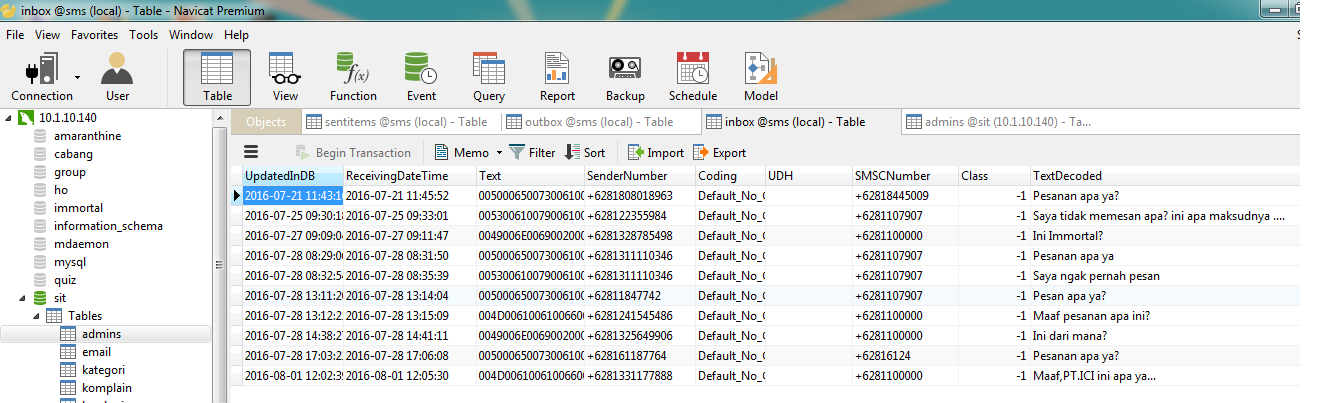 inbox @sms (local) - Table - Navicat Premium
File View Favorites Tools Window Help
Connection User Table View Function Event Query Report Backup Schedule Model
f(x)
10.1.10.140
amaranthine
cabang
group
ho
immortal
information_schema
mdaemon
mysql
quiz
sit
Tables
admins
email
kategori
komplain
Objects sentitems @sms (local) - Table outbox @sms (local) - Table inbox @sms (local) - Table admins @sit (10.1.10.140) - Ta...
Begin Transaction Memo Filter Sort Import Export
UpdatedInDB ReceivingDateTime Text SenderNumber Coding UDH SMSCNumber Class TextDecoded
2016-07-21 11:43:1 2016-07-21 11:45:52 005000650073006100 +6281808018963 Default_No_C +62818445009 -1 Pesanan apa ya?
2016-07-25 09:30:1 2016-07-25 09:33:01 005300610079006100 +628122355984 Default_No_C +6281107907 -1 Saya tidak memesan apa? ini apa maksudnya ....
2016-07-27 09:09:0 2016-07-27 09:11:47 0049006E0069002000 +6281328785498 Default_No_C +6281100000 -1 Ini Immortal?
2016-07-28 08:29:0 2016-07-28 08:31:50 005000650073006100 +6281311110346 Default_No_C +6281107907 -1 Pesanan apa ya
2016-07-28 08:32:5 2016-07-28 08:35:39 005300610079006100 +6281311110346 Default_No_C +6281107907 -1 Saya ngak pernah pesan
2016-07-28 13:11:2 2016-07-28 13:14:04 005000650073006100 +62811847742 Default_No_C +6281107907 -1 Pesan apa ya?
2016-07-28 13:12:2 2016-07-28 13:15:09 004D00610061006600 +6281241545486 Default_No_C +6281100000 -1 Maaf pesanan apa ini?
2016-07-28 14:38:2 2016-07-28 14:41:11 0049006E0069002000 +6281325649906 Default_No_C +6281100000 -1 Ini dari mana?
2016-07-28 17:03:2 2016-07-28 17:06:08 005000650073006100 +628161187764 Default_No_C +62816124 -1 Pesanan apa ya?
2016-08-01 12:02:3 2016-08-01 12:05:30 004D00610061006600 +6281331177888 Default_No_C +6281100000 -1 Maaf,PT.ICI ini apa ya...